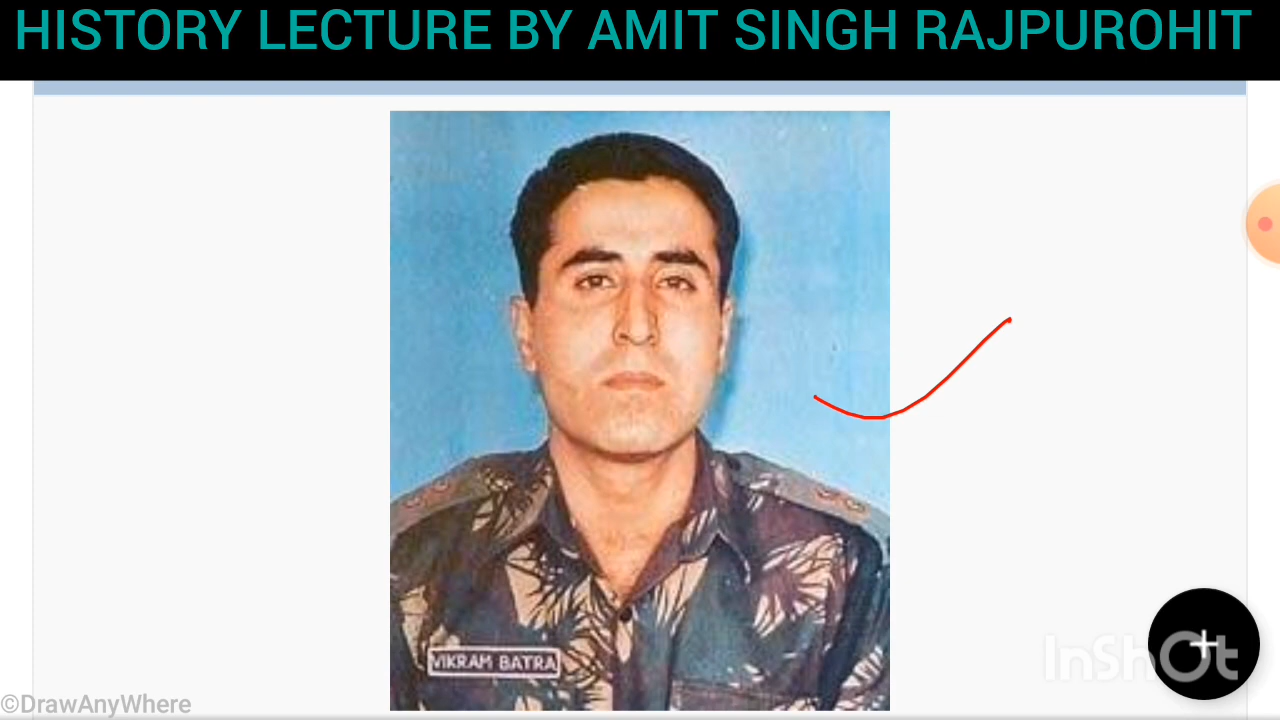 HISTORY LECTURE BY AMIT SINGH RAJPUROHIT
VIKRAM BATRA
InShOt
©DrawAnyWhere